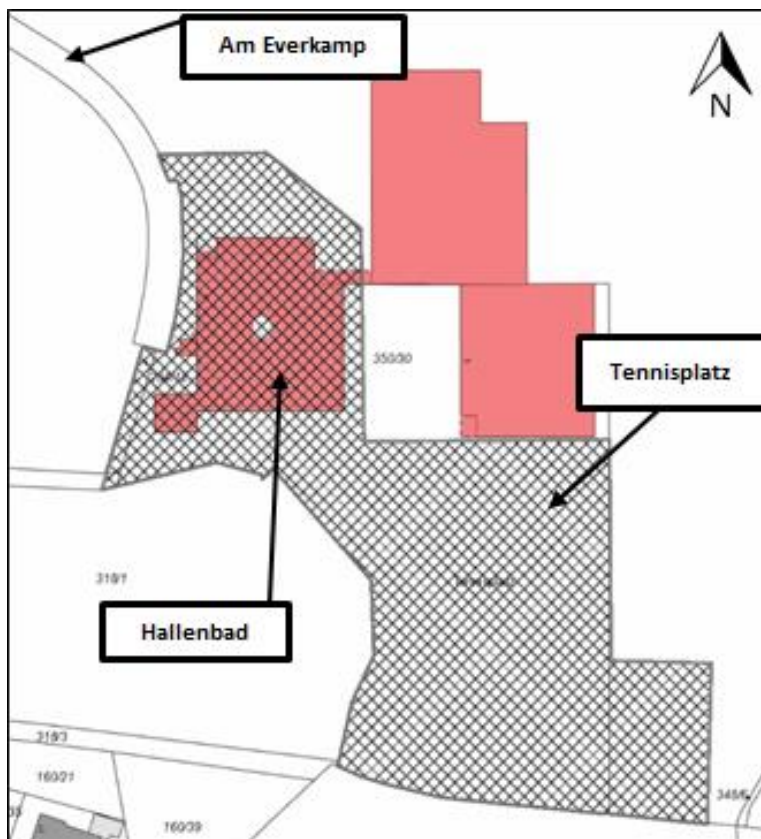 Am Everkamp
N
350/30
Tennisplatz
318/1
Hallenbad
318/3
160/21
160/39